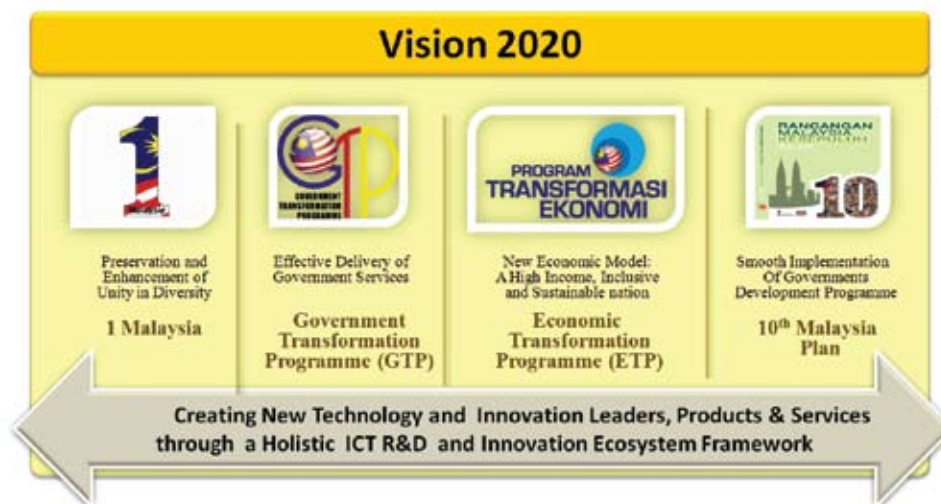 Vision 2020
1
GTP
GOVERNMENT
TRANSFORMATION
PROGRAMME
PROGRAM
TRANSFORMASI
EKONOMI
RANCANGAN
MALAYSIA
KESEPULUH
10
Preservation and
Enhancement of
Unity in Diversity
1 Malaysia
Effective Delivery of
Government Services
Government
Transformation
Programme (GTP)
New Economic Model:
A High Income, Inclusive
and Sustainable nation
Economic
Transformation
Programme (ETP)
Smooth Implementation
Of Governments
Development Programme
10th Malaysia
Plan
Creating New Technology and Innovation Leaders, Products & Services
through a Holistic ICT R&D and Innovation Ecosystem Framework